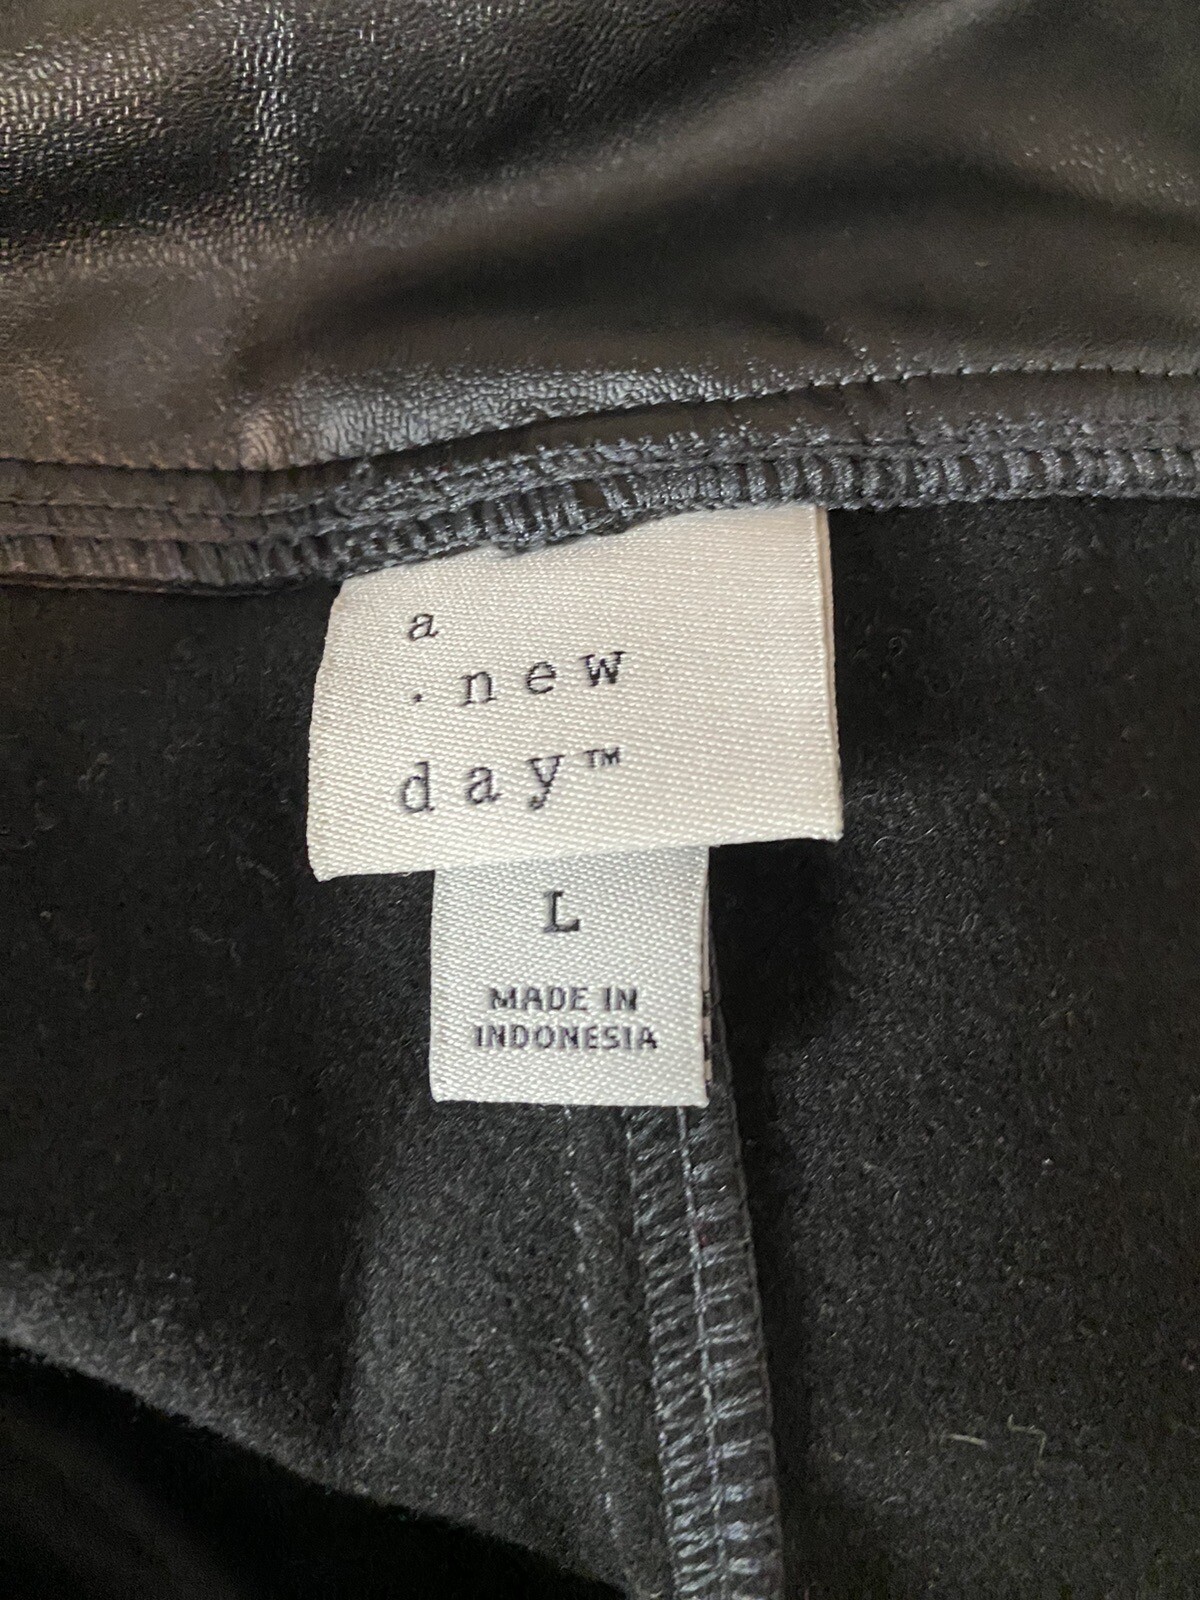 a
. new
day™
L
MADE IN
INDONESIA